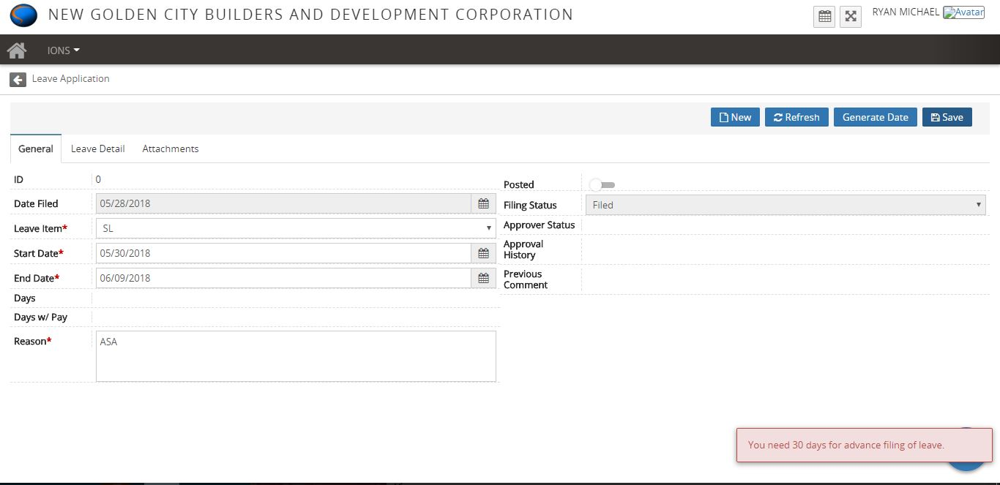 NEW GOLDEN CITY BUILDERS AND DEVELOPMENT CORPORATION
RYAN MICHAEL Avatar
IONS
Leave Application
New Refresh Generate Date Save
General Leave Detail Attachments
ID 0
Date Filed 05/28/2018
Leave Item* SL
Start Date* 05/30/2018
End Date* 06/09/2018
Days
Days w/ Pay
Reason* ASA
Posted
Filing Status Filed
Approver Status
Approval
History
Previous
Comment
You need 30 days for advance filing of leave.